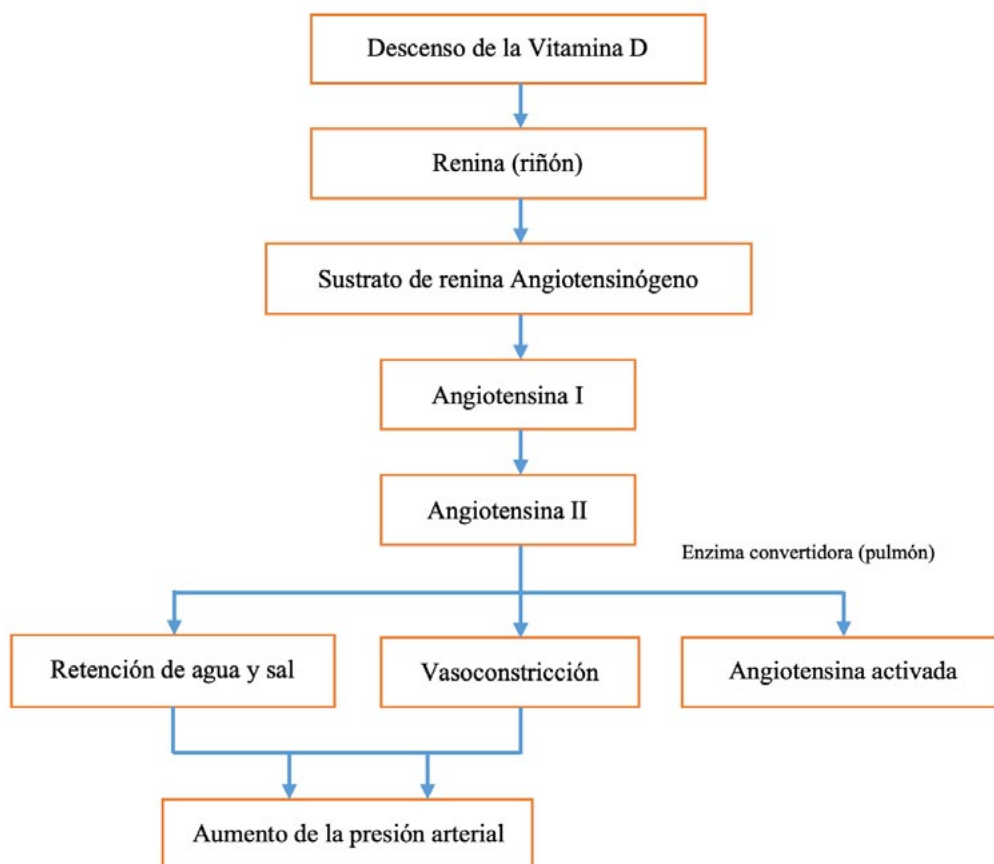 Descenso de la Vitamina D
Renina (riñón)
Sustrato de renina Angiotensinógeno
Angiotensina I
Angiotensina II
Enzima convertidora (pulmón)
Retención de agua y sal
Vasoconstricción
Angiotensina activada
Aumento de la presión arterial